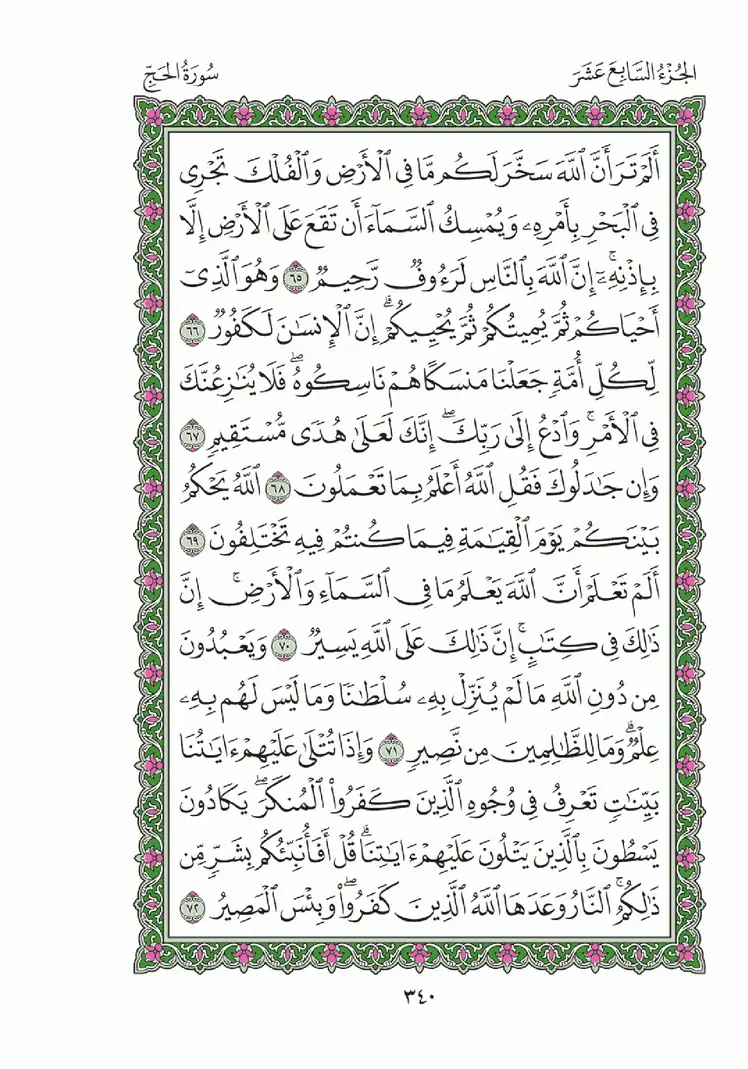 الجُزْءُ السَّابِعَ عَشَرَ
سُورَةُ الحَجِّ
أَلَمْ تَرَ أَنَّ ٱللَّهَ سَخَّرَ لَكُم مَّا فِي ٱلْأَرْضِ وَٱلْفُلْكَ تَجْرِي
فِي ٱلْبَحْرِ بِأَمْرِهِۦ وَيُمْسِكُ ٱلسَّمَآءَ أَن تَقَعَ عَلَى ٱلْأَرْضِ إِلَّا
بِإِذْنِهِۦٓۚ إِنَّ ٱللَّهَ بِٱلنَّاسِ لَرَءُوفٌ رَّحِيمٌ ٦٥ وَهُوَ ٱلَّذِيٓ
أَحْيَاكُمْ ثُمَّ يُمِيتُكُمْ ثُمَّ يُحْيِيكُمْۗ إِنَّ ٱلْإِنسَٰنَ لَكَفُورٌ ٦٦
لِّكُلِّ أُمَّةٍ جَعَلْنَا مَنسَكًا هُمْ نَاسِكُوهُۖ فَلَا يُنَٰزِعُنَّكَ
فِي ٱلْأَمْرِۚ وَٱدْعُ إِلَىٰ رَبِّكَۖ إِنَّكَ لَعَلَىٰ هُدًى مُّسْتَقِيمٍ ٦٧
وَإِن جَٰدَلُوكَ فَقُلِ ٱللَّهُ أَعْلَمُ بِمَا تَعْمَلُونَ ٦٨ ٱللَّهُ يَحْكُمُ
بَيْنَكُمْ يَوْمَ ٱلْقِيَٰمَةِ فِيمَا كُنتُمْ فِيهِ تَخْتَلِفُونَ ٦٩
أَلَمْ تَعْلَمْ أَنَّ ٱللَّهَ يَعْلَمُ مَا فِي ٱلسَّمَآءِ وَٱلْأَرْضِۚ إِنَّ
ذَٰلِكَ فِي كِتَٰبٍۚ إِنَّ ذَٰلِكَ عَلَى ٱللَّهِ يَسِيرٌ ٧٠ وَيَعْبُدُونَ
مِن دُونِ ٱللَّهِ مَا لَمْ يُنَزِّلْ بِهِۦ سُلْطَٰنًا وَمَا لَيْسَ لَهُم بِهِۦ
عِلْمٌۗ وَمَا لِلظَّٰلِمِينَ مِن نَّصِيرٍ ٧١ وَإِذَا تُتْلَىٰ عَلَيْهِمْ ءَايَٰتُنَا
بَيِّنَٰتٍ تَعْرِفُ فِي وُجُوهِ ٱلَّذِينَ كَفَرُوا۟ ٱلْمُنكَرَۖ يَكَادُونَ
يَسْطُونَ بِٱلَّذِينَ يَتْلُونَ عَلَيْهِمْ ءَايَٰتِنَاۗ قُلْ أَفَأُنَبِّئُكُم بِشَرٍّ مِّن
ذَٰلِكُمُۚ ٱلنَّارُ وَعَدَهَا ٱللَّهُ ٱلَّذِينَ كَفَرُوا۟ۖ وَبِئْسَ ٱلْمَصِيرُ ٧٢
٣٤٠